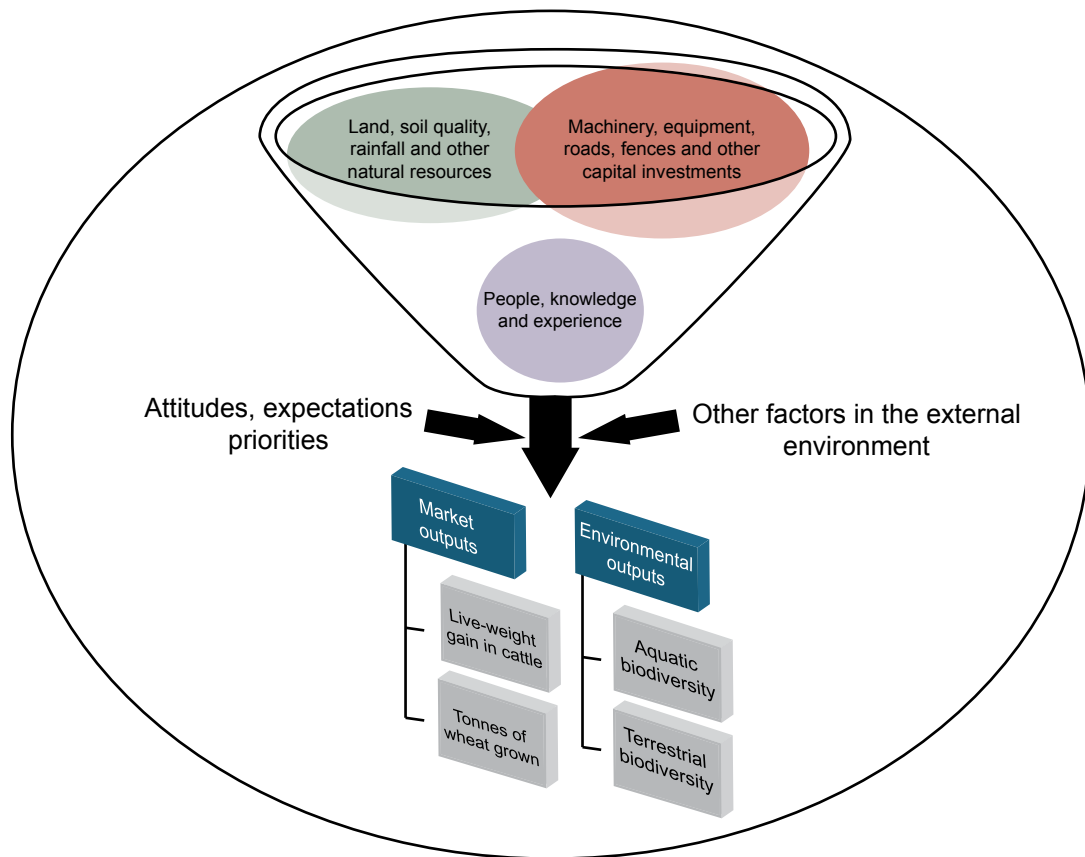 Land, soil quality,
rainfall and other
natural resources
Machinery, equipment,
roads, fences and other
capital investments
People, knowledge
and experience
Attitudes, expectations
priorities
Other factors in the external
environment
Market
outputs
Environmental
outputs
Live-weight
gain in cattle
Aquatic
biodiversity
Tonnes of
wheat grown
Terrestrial
biodiversity